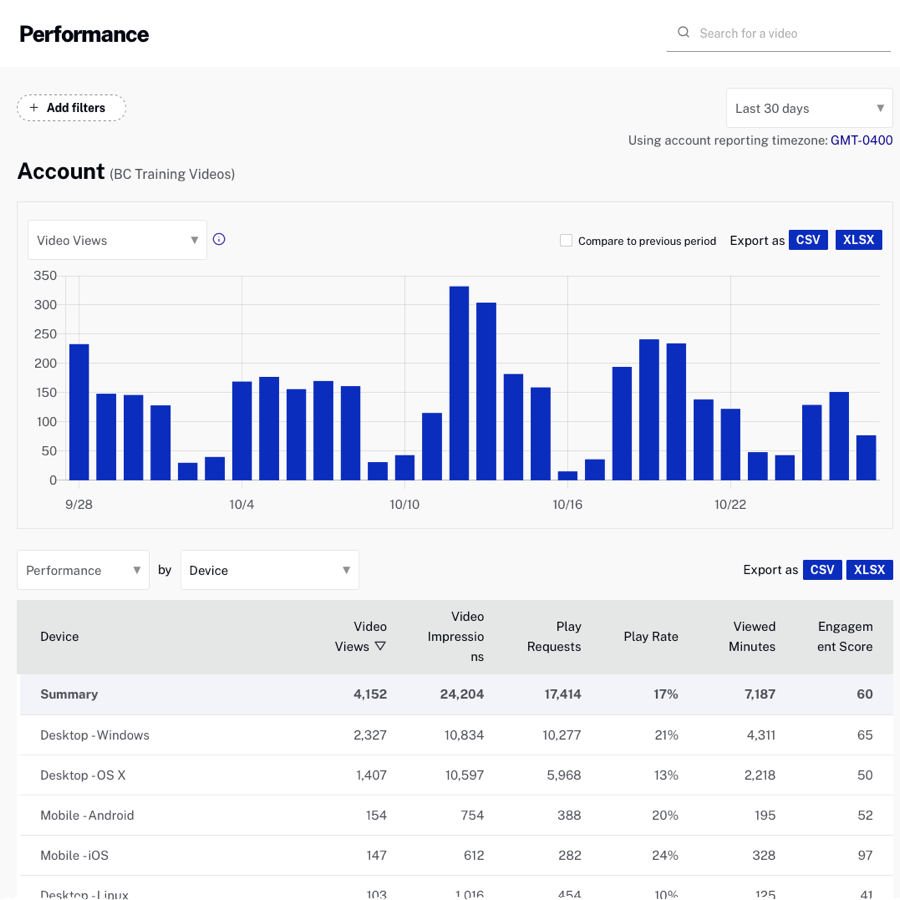 Performance
Search for a video
+ Add filters
Last 30 days
Using account reporting timezone: GMT-0400
Account (BC Training Videos)
Video Views
Compare to previous period Export as CSV XLSX
350
300
250
200
150
100
50
0
9/28 10/4 10/10 10/16 10/22
Performance by Device Export as CSV XLSX
Device Video Views Video Impressions Play Requests Play Rate Viewed Minutes Engagement Score
Summary 4,152 24,204 17,414 17% 7,187 60
Desktop - Windows 2,327 10,834 10,277 21% 4,311 65
Desktop - OS X 1,407 10,597 5,968 13% 2,218 50
Mobile - Android 154 754 388 20% 195 52
Mobile - iOS 147 612 282 24% 328 97
Desktop - Linux 103 1,016 454 10% 125 41